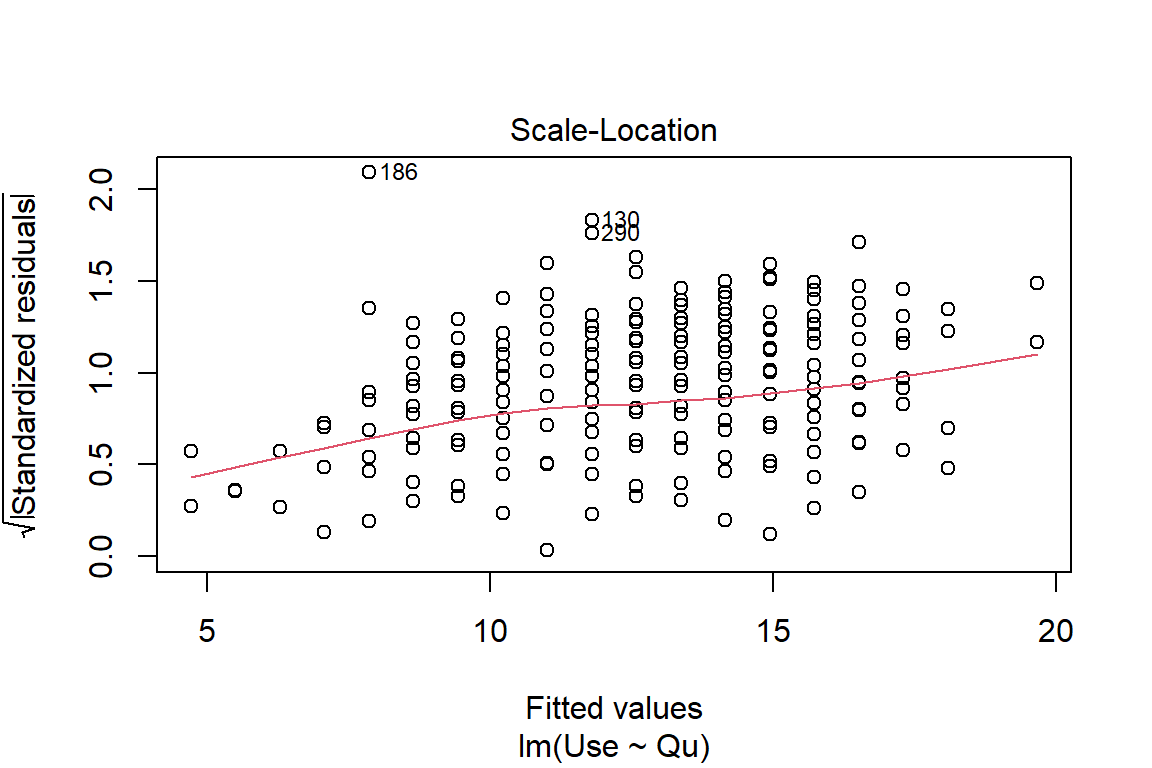 Scale-Location
√|Standardized residuals|
2.0
1.5
1.0
0.5
0.0
186
130
290
5 10 15 20
Fitted values
lm(Use ~ Qu)